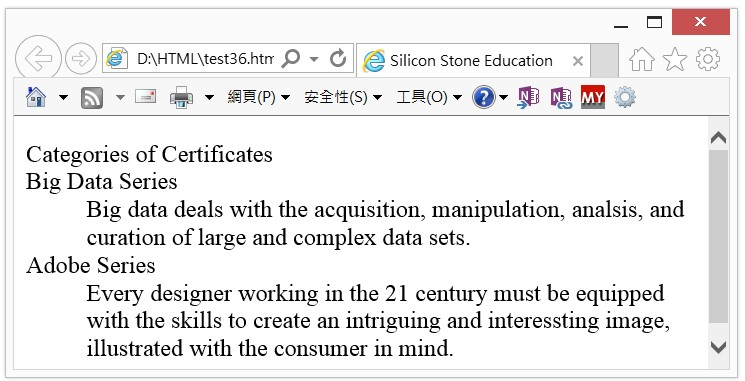 D:\HTML\test36.htm
Silicon Stone Education
網頁(P)
安全性(S)
工具(O)
N
N
MY
Categories of Certificates
Big Data Series
Big data deals with the acquisition, manipulation, analsis, and
curation of large and complex data sets.
Adobe Series
Every designer working in the 21 century must be equipped
with the skills to create an intriguing and interessting image,
illustrated with the consumer in mind.